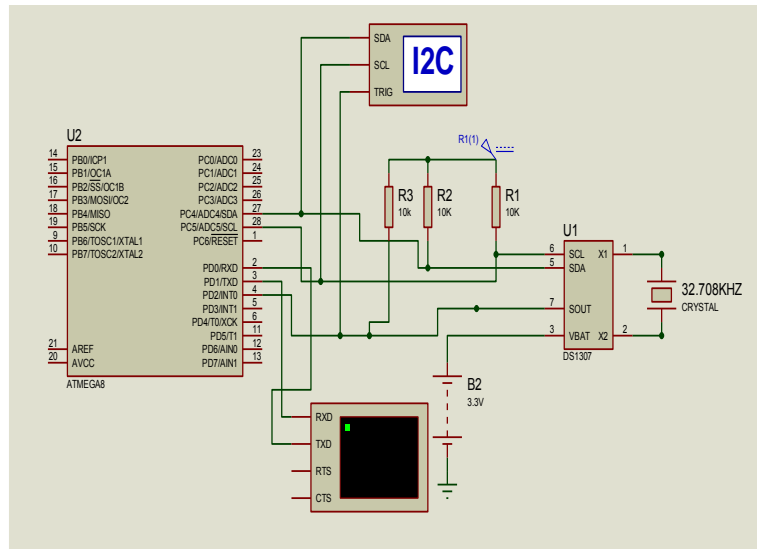 SDA
SCL
TRIG
I2C
U2
14 PB0/ICP1
15 PB1/OC1A
16 PB2/SS/OC1B
17 PB3/MOSI/OC2
18 PB4/MISO
19 PB5/SCK
9 PB6/TOSC1/XTAL1
10 PB7/TOSC2/XTAL2
21 AREF
20 AVCC
PC0/ADC0 23
PC1/ADC1 24
PC2/ADC2 25
PC3/ADC3 26
PC4/ADC4/SDA 27
PC5/ADC5/SCL 28
PC6/RESET 1
PD0/RXD 2
PD1/TXD 3
PD2/INT0 4
PD3/INT1 5
PD4/T0/XCK 6
PD5/T1 11
PD6/AIN0 12
PD7/AIN1 13
ATMEGA8
R1(1)
R3
10k
R2
10K
R1
10K
U1
6 SCL X1 1
5 SDA
7 SOUT
3 VBAT X2 2
DS1307
32.708KHZ
CRYSTAL
B2
3.3V
RXD
TXD
RTS
CTS